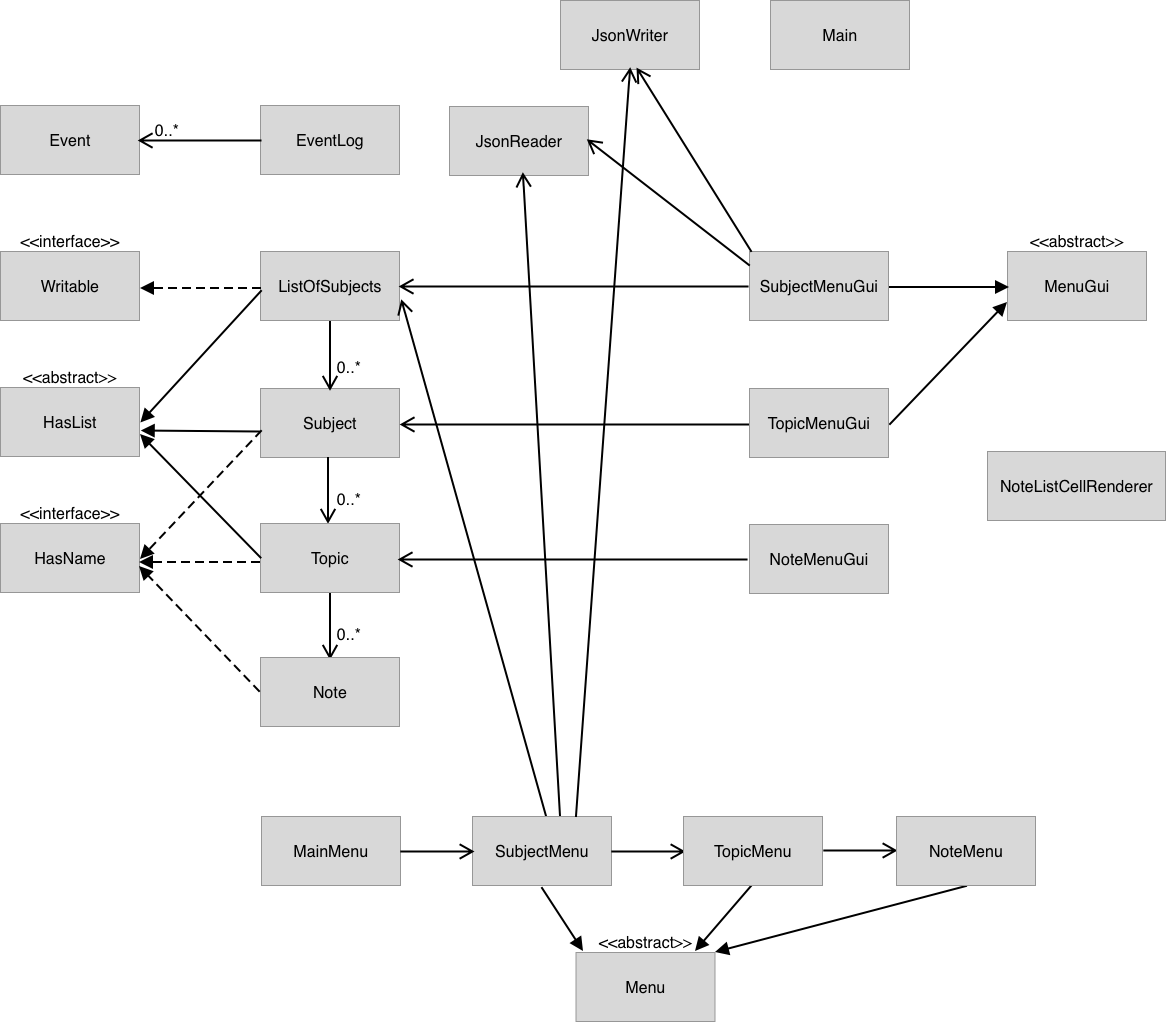 JsonWriter
Main
Event
0..*
EventLog
JsonReader
<<interface>>
Writable
ListOfSubjects
SubjectMenuGui
<<abstract>>
MenuGui
0..*
<<abstract>>
HasList
Subject
TopicMenuGui
NoteListCellRenderer
0..*
<<interface>>
HasName
Topic
NoteMenuGui
0..*
Note
MainMenu
SubjectMenu
TopicMenu
NoteMenu
<<abstract>>
Menu